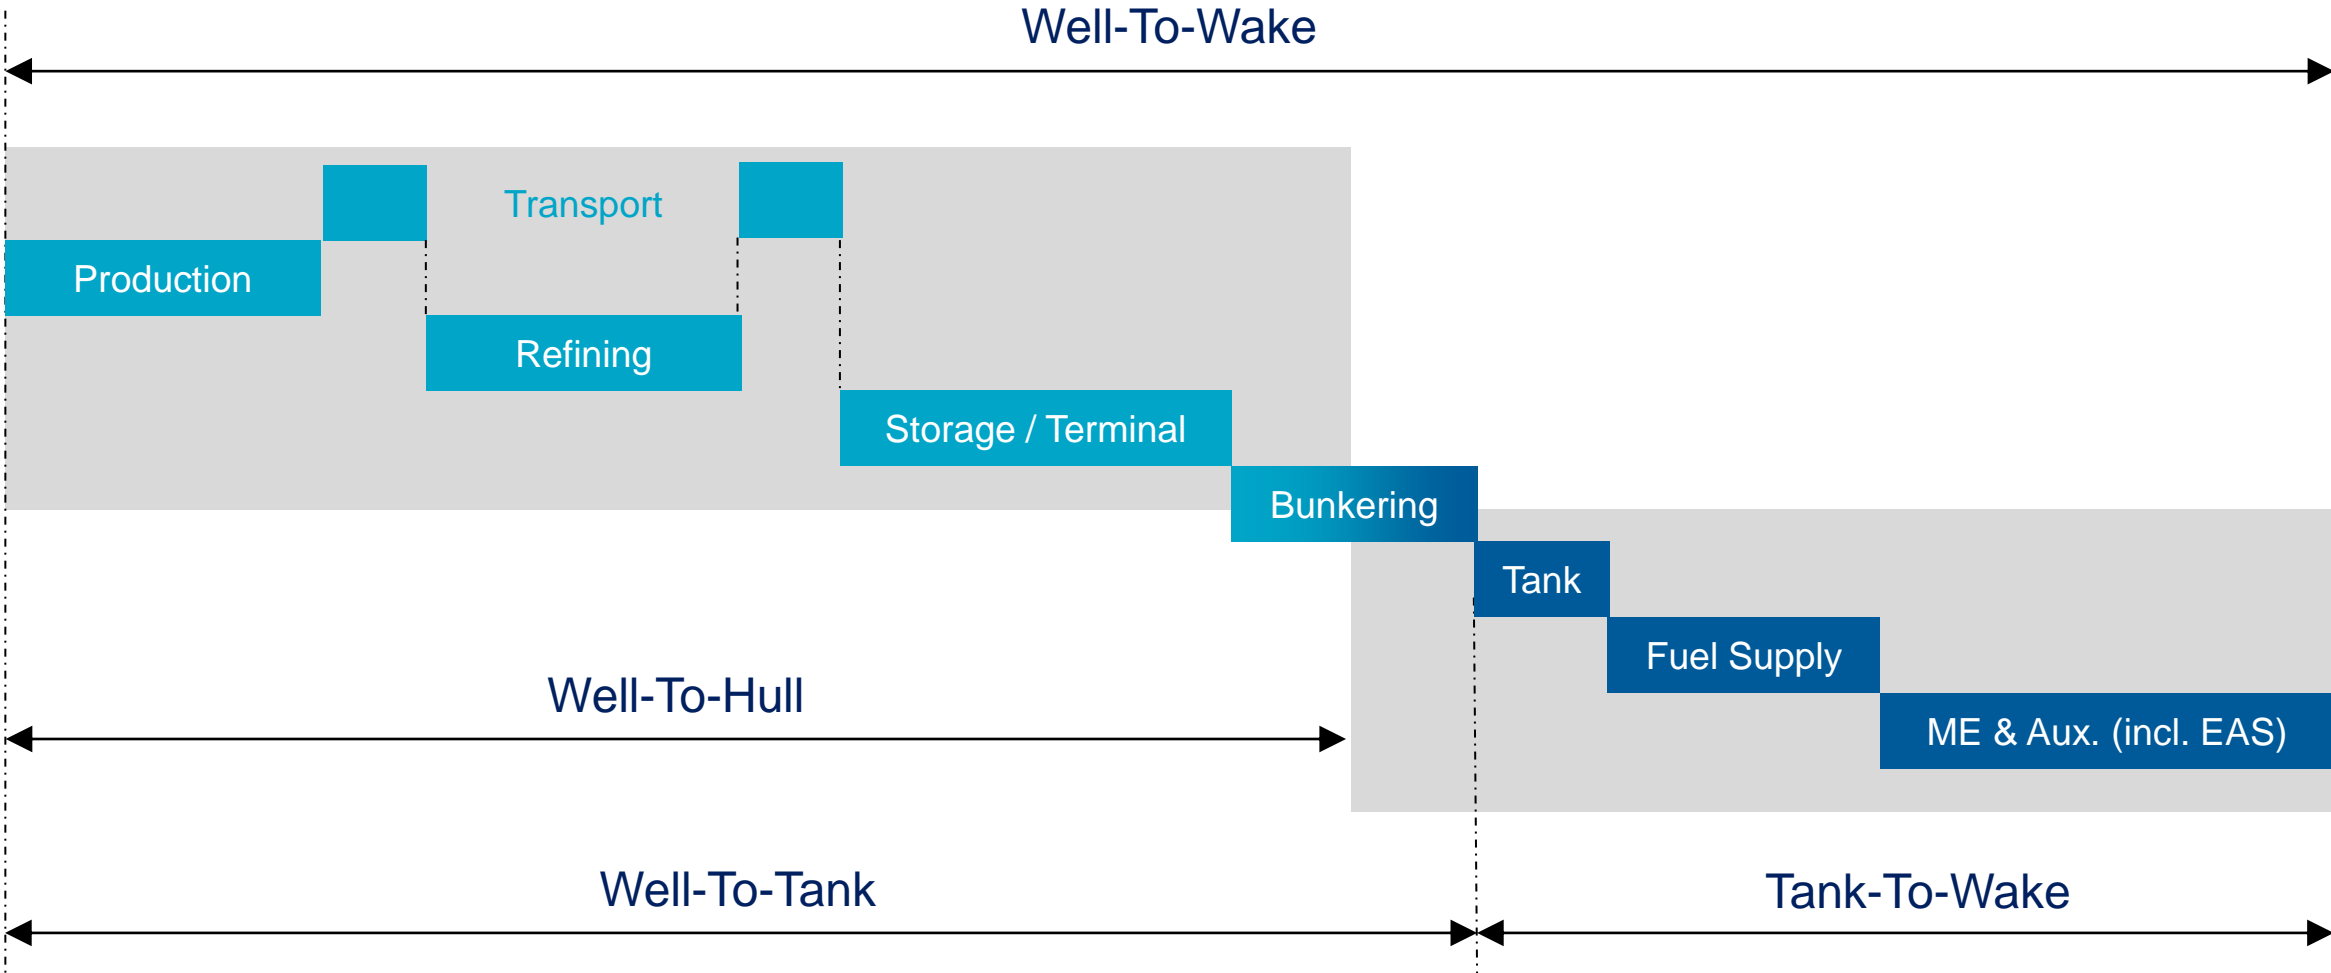 Well-To-Wake
Transport
Production
Refining
Storage / Terminal
Bunkering
Tank
Fuel Supply
Well-To-Hull
ME & Aux. (incl. EAS)
Well-To-Tank
Tank-To-Wake